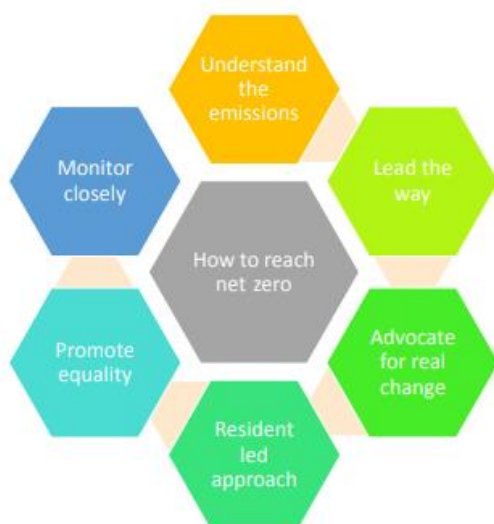 Understand
the
emissions
Lead the
way
Advocate
for real
change
Resident
led
approach
Promote
equality
Monitor
closely
How to reach
net zero